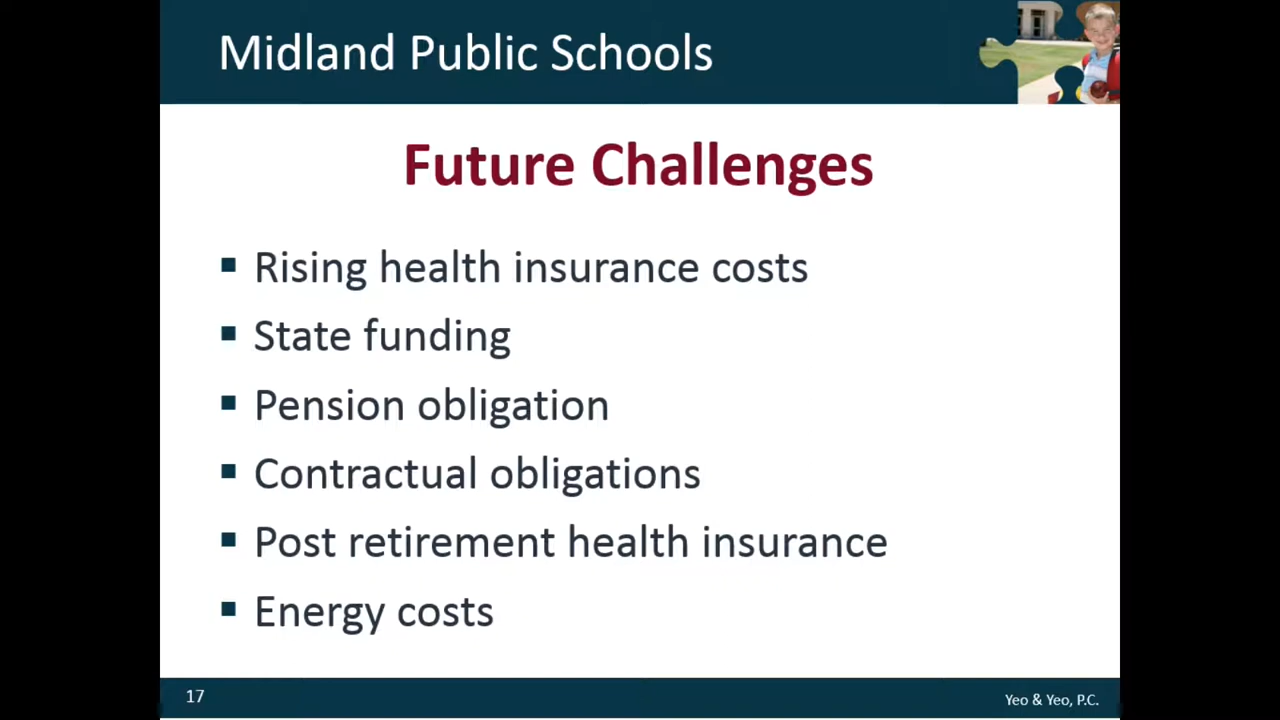 Midland Public Schools
Future Challenges
▪ Rising health insurance costs
▪ State funding
▪ Pension obligation
▪ Contractual obligations
▪ Post retirement health insurance
▪ Energy costs
17
Yeo & Yeo, P.C.